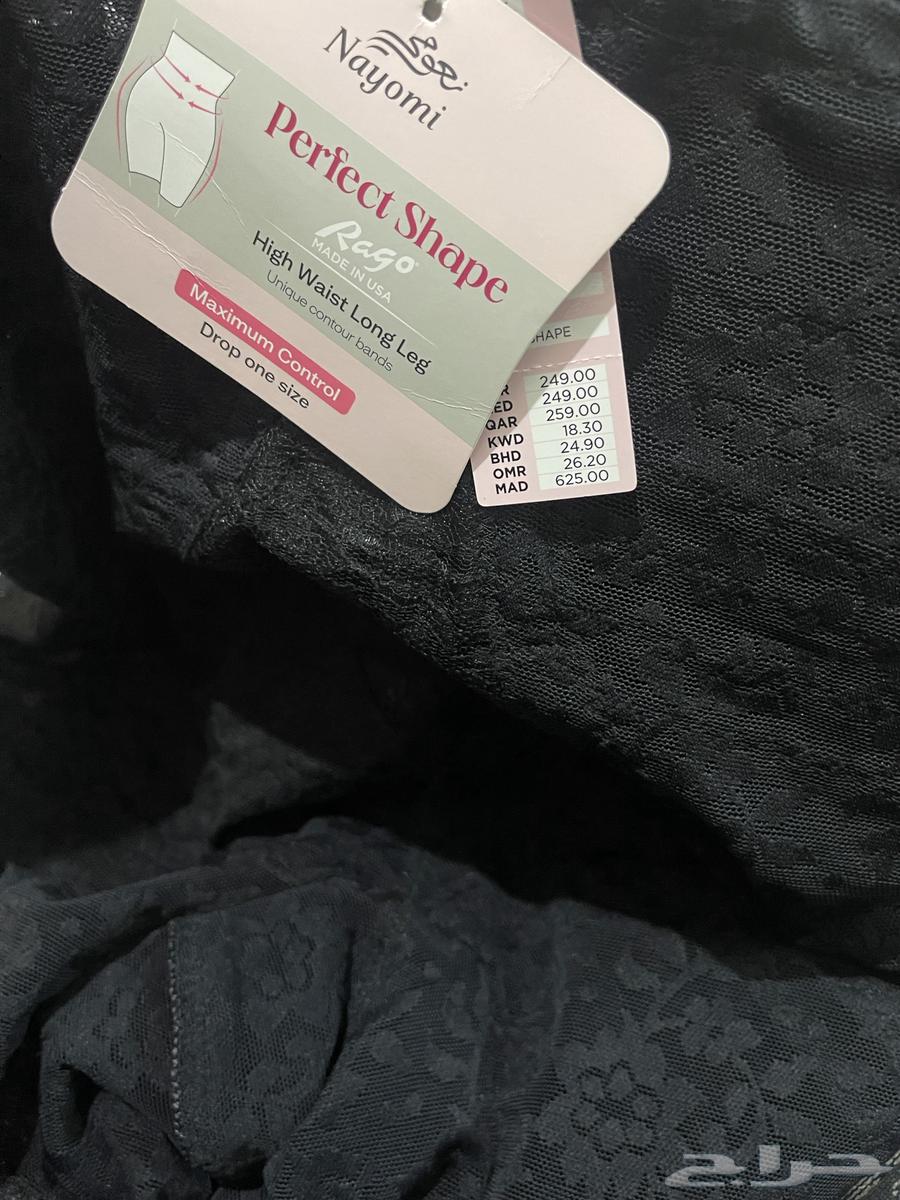 نيومي
Nayomi
Perfect Shape
Rago®
MADE IN USA
High Waist Long Leg
Unique contour bands
Maximum Control
Drop one size
249.00
249.00
QAR 259.00
KWD 18.30
BHD 24.90
OMR 26.20
MAD 625.00
حراج